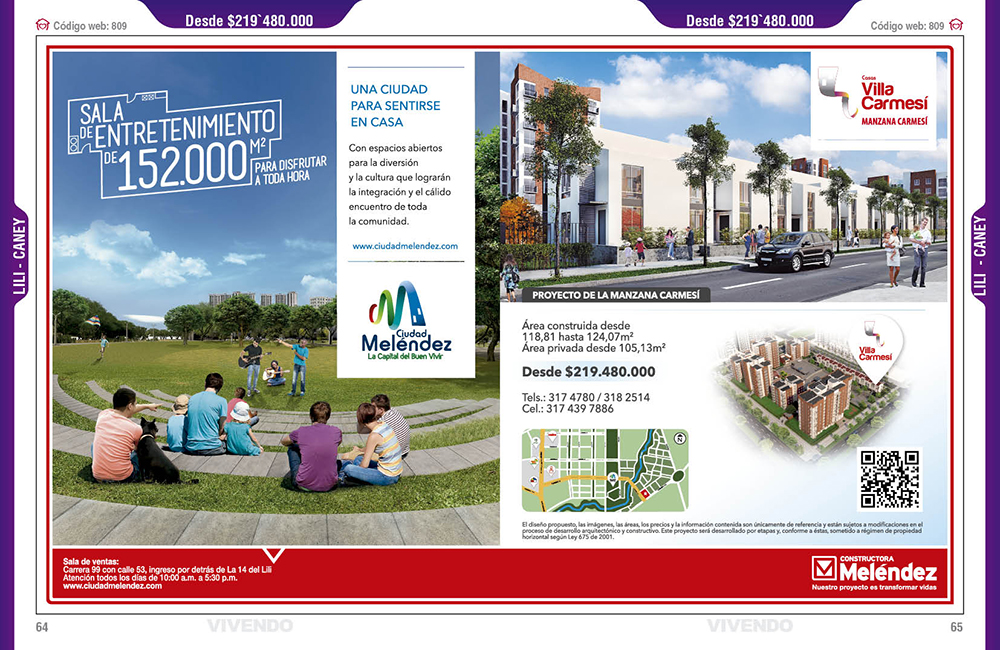 Código web: 809
Desde $219`480.000
Desde $219`480.000
Código web: 809
LILI - CANEY
SALA
DE ENTRETENIMIENTO
DE 152.000 M²
PARA DISFRUTAR
A TODA HORA
UNA CIUDAD
PARA SENTIRSE
EN CASA
Con espacios abiertos
para la diversión
y la cultura que lograrán
la integración y el cálido
encuentro de toda
la comunidad.
www.ciudadmelendez.com
Ciudad
Meléndez
La Capital del Buen Vivir
Casas
Villa
Carmesí
MANZANA CARMESÍ
PROYECTO DE LA MANZANA CARMESÍ
Área construida desde
118,81 hasta 124,07m²
Área privada desde 105,13m²
Desde $219.480.000
Tels.: 317 4780 / 318 2514
Cel.: 317 439 7886
Villa
Carmesí
El diseño propuesto, las imágenes, las áreas, los precios y la información contenida son únicamente de referencia y están sujetos a modificaciones en el
proceso de desarrollo arquitectónico y constructivo. Este proyecto será desarrollado por etapas y, conforme a éstas, sometido a régimen de propiedad
horizontal según Ley 675 de 2001.
LILI - CANEY
Sala de ventas:
Carrera 99 con calle 53, ingreso por detrás de La 14 del Lili
Atención todos los días de 10:00 a.m. a 5:30 p.m.
www.ciudadmelendez.com
CONSTRUCTORA
Meléndez
Nuestro proyecto es transformar vidas
64
VIVENDO
VIVENDO
65